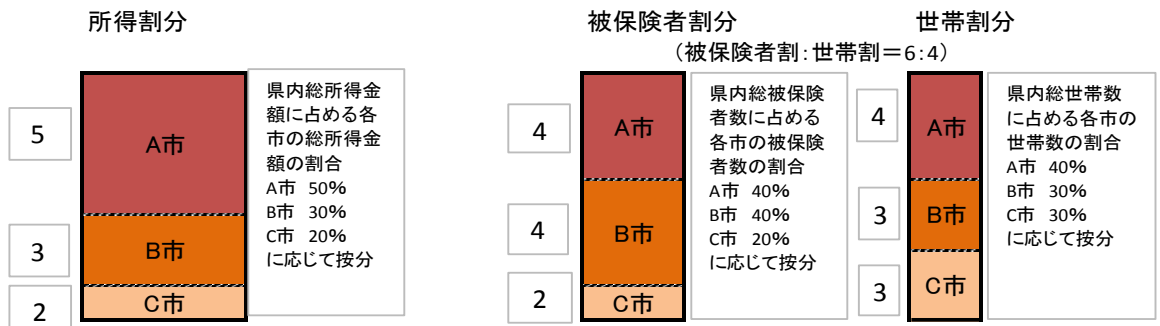 所得割分
5
3
2
A市
B市
C市
県内総所得金
額に占める各
市の総所得金
額の割合
A市 50%
B市 30%
C市 20%
に応じて按分
被保険者割分
世帯割分
（被保険者割：世帯割＝6:4）
4
4
2
A市
B市
C市
県内総被保険
者数に占める
各市の被保険
者数の割合
A市 40%
B市 40%
C市 20%
に応じて按分
4
3
3
A市
B市
C市
県内総世帯数
に占める各市の
世帯数の割合
A市 40%
B市 30%
C市 30%
に応じて按分